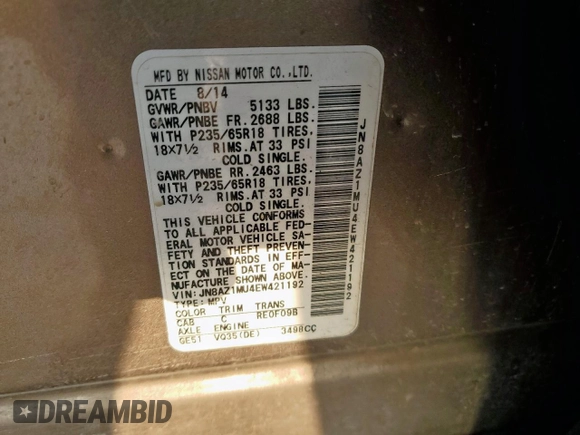 MFD BY NISSAN MOTOR CO.,LTD.
DATE 8/14
GVWR/PNBV 5133 LBS.
GAWR/PNBE FR. 2688 LBS.
WITH P235/65R18 TIRES.
18X7½ RIMS.AT 33 PSI
COLD SINGLE.
GAWR/PNBE RR. 2463 LBS.
WITH P235/65R18 TIRES.
18X7½ RIMS.AT 33 PSI
COLD SINGLE.
THIS VEHICLE CONFORMS
TO ALL APPLICABLE FED-
ERAL MOTOR VEHICLE SA-
FETY AND THEFT PREVEN-
TION STANDARDS IN EFF-
ECT ON THE DATE OF MA-
NUFACTURE SHOWN ABOVE.
VIN: JN8AZ1MU4EW421192
TYPE: MPV
COLOR TRIM TRANS
CAB C RE0F09B
AXLE ENGINE
GE51 VQ35(DE) 3498CC
JN8AZ1MU4EW421192
DREAMBID